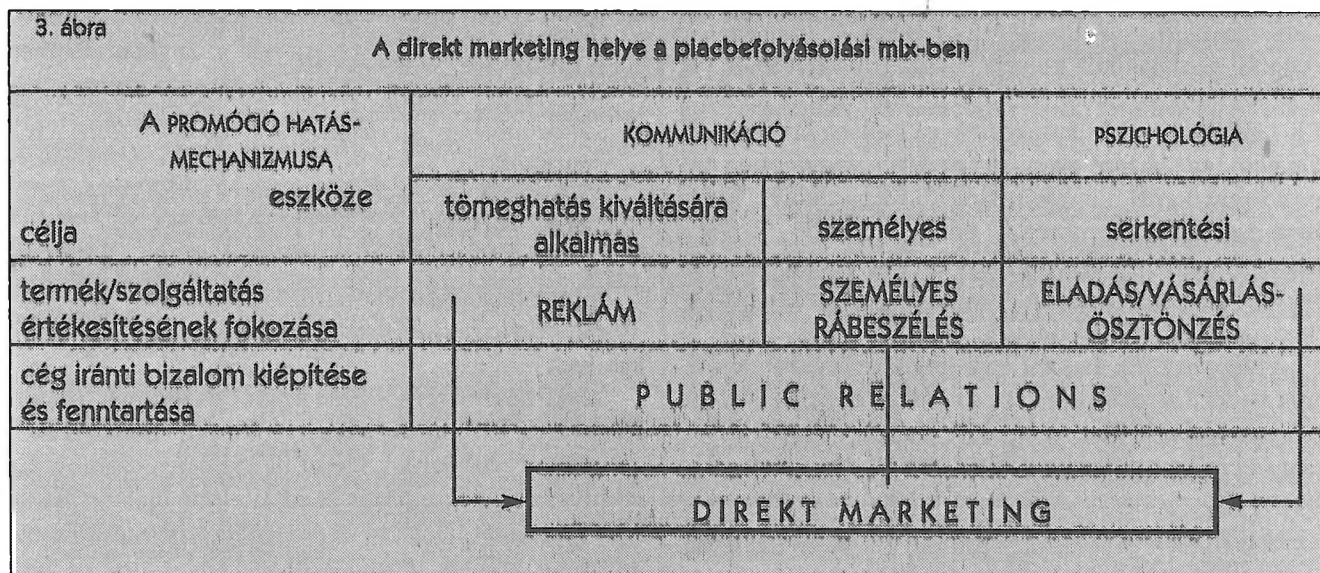 3. ábra
A direkt marketing helye a piacbefolyásolási mix-ben
A PROMÓCIÓ HATÁS-
MECHANIZMUSA
eszköze
célja
KOMMUNIKÁCIÓ
PSZICHOLÓGIA
tömeghatás kiváltására
alkalmas
személyes
serkentési
termék/szolgáltatás
értékesítésének fokozása
REKLÁM
SZEMÉLYES
RÁBESZÉLÉS
ELADÁS/VÁSÁRLÁS-
ÖSZTÖNZÉS
cég iránti bizalom kiépítése
és fenntartása
PUBLIC RELATIONS
DIREKT MARKETING